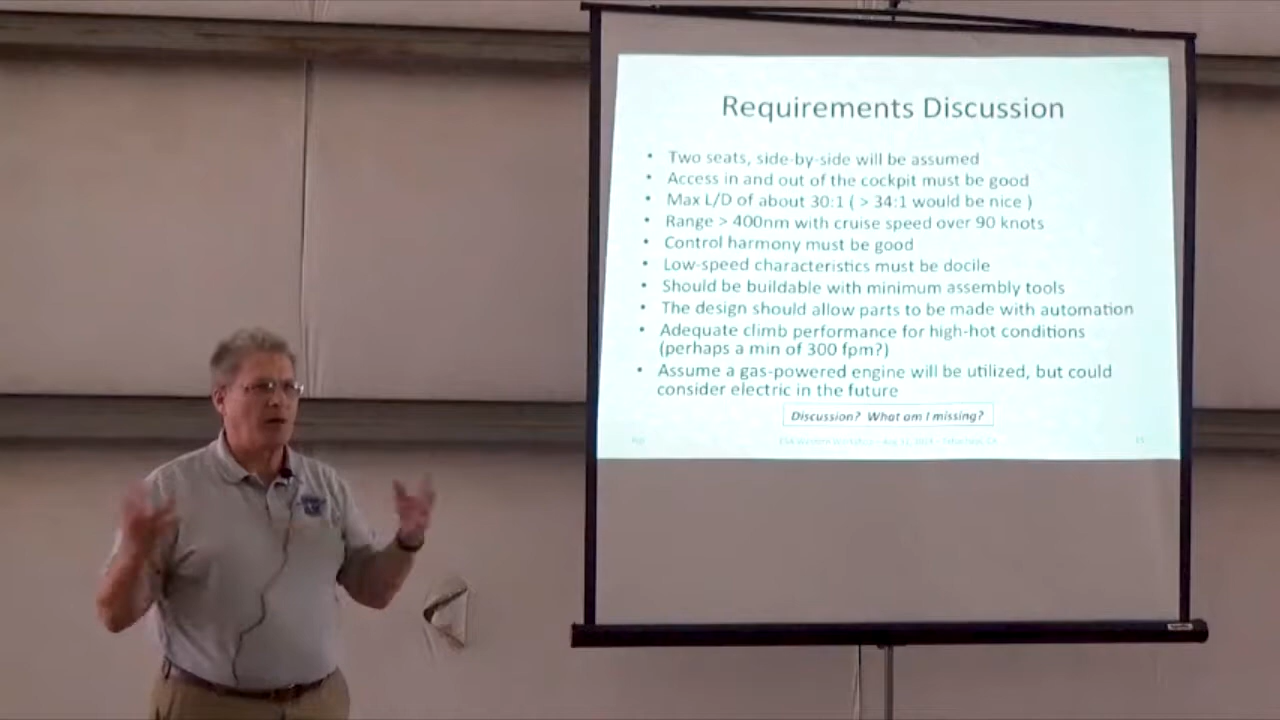 Requirements Discussion
• Two seats, side-by-side will be assumed
• Access in and out of the cockpit must be good
• Max L/D of about 30:1 ( > 34:1 would be nice )
• Range > 400nm with cruise speed over 90 knots
• Control harmony must be good
• Low-speed characteristics must be docile
• Should be buildable with minimum assembly tools
• The design should allow parts to be made with automation
• Adequate climb performance for high-hot conditions
(perhaps a min of 300 fpm?)
• Assume a gas-powered engine will be utilized, but could
consider electric in the future
Discussion? What am I missing?